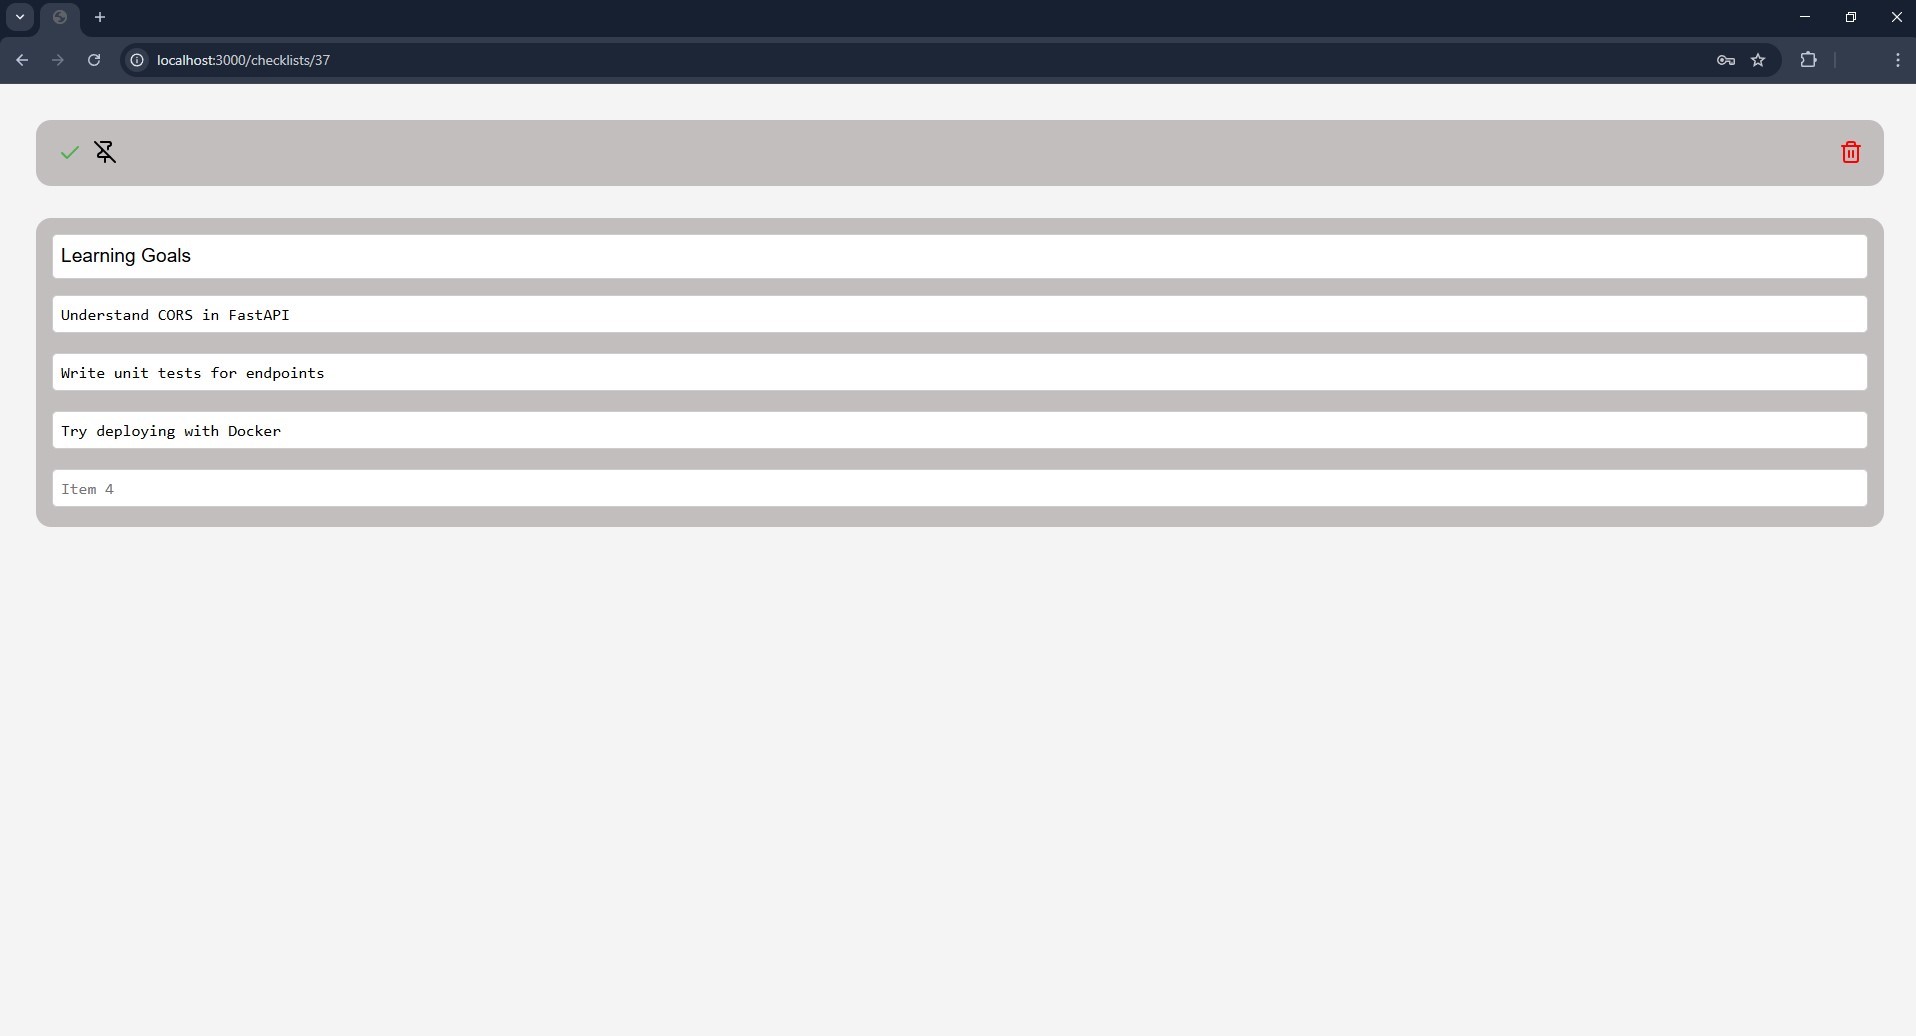 localhost:3000/checklists/37
Learning Goals
Understand CORS in FastAPI
Write unit tests for endpoints
Try deploying with Docker
Item 4